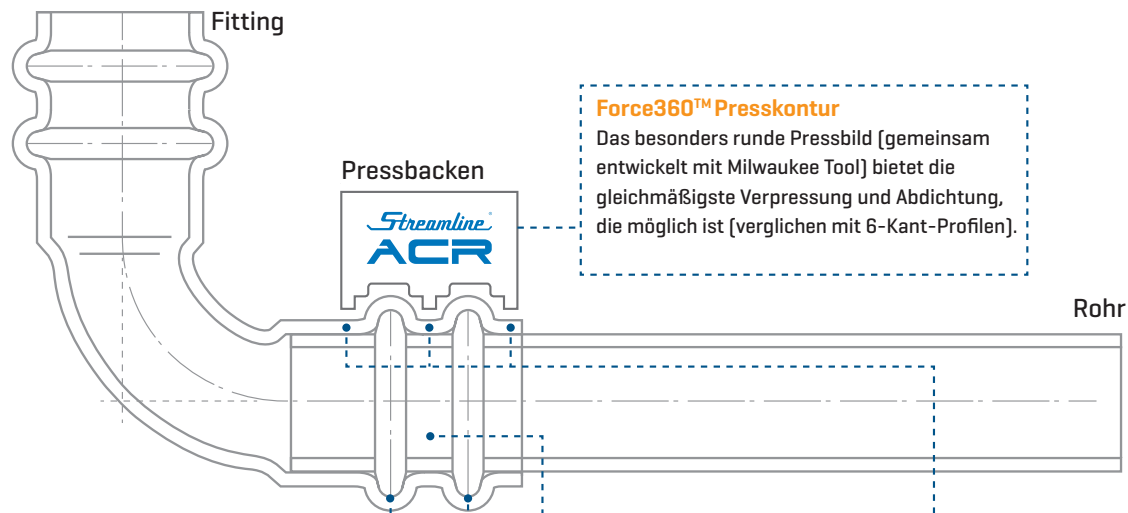 Fitting
Force360™ Presskontur
Das besonders runde Pressbild (gemeinsam
entwickelt mit Milwaukee Tool) bietet die
gleichmäßigste Verpressung und Abdichtung,
die möglich ist (verglichen mit 6-Kant-Profilen).
Pressbacken
Streamline®
ACR
Rohr